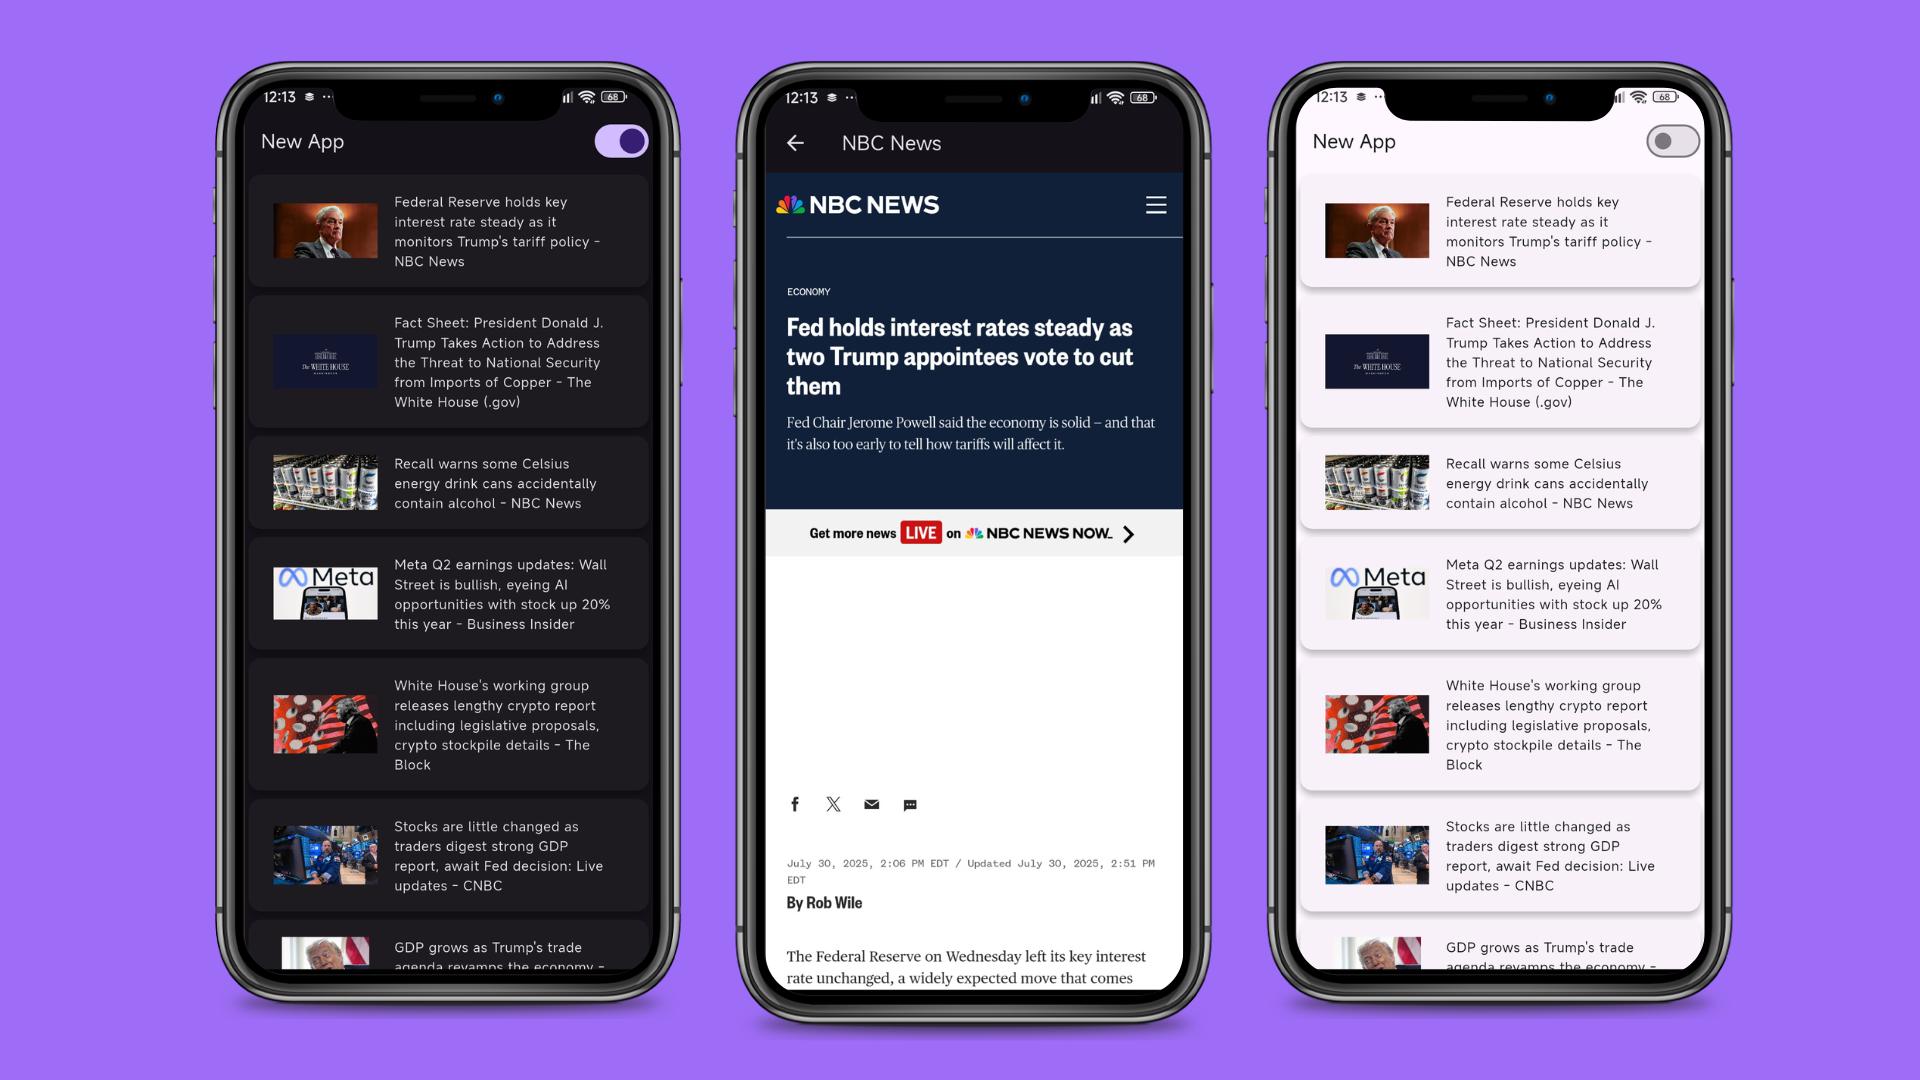 12:13
68
New App
Federal Reserve holds key
interest rate steady as it
monitors Trump's tariff policy -
NBC News
The WHITE HOUSE
WASHINGTON
Fact Sheet: President Donald J.
Trump Takes Action to Address
the Threat to National Security
from Imports of Copper - The
White House (.gov)
Recall warns some Celsius
energy drink cans accidentally
contain alcohol - NBC News
Meta
Meta Q2 earnings updates: Wall
Street is bullish, eyeing AI
opportunities with stock up 20%
this year - Business Insider
White House's working group
releases lengthy crypto report
including legislative proposals,
crypto stockpile details - The
Block
Stocks are little changed as
traders digest strong GDP
report, await Fed decision: Live
updates - CNBC
GDP grows as Trump's trade
agenda revamps the economy -
12:13
68
NBC News
NBC NEWS
ECONOMY
Fed holds interest rates steady as
two Trump appointees vote to cut
them
Fed Chair Jerome Powell said the economy is solid – and that
it's also too early to tell how tariffs will affect it.
Get more news LIVE on NBC NEWS NOW_
July 30, 2025, 2:06 PM EDT / Updated July 30, 2025, 2:51 PM
EDT
By Rob Wile
The Federal Reserve on Wednesday left its key interest
rate unchanged, a widely expected move that comes
12:13
68
New App
Federal Reserve holds key
interest rate steady as it
monitors Trump's tariff policy -
NBC News
The WHITE HOUSE
WASHINGTON
Fact Sheet: President Donald J.
Trump Takes Action to Address
the Threat to National Security
from Imports of Copper - The
White House (.gov)
Recall warns some Celsius
energy drink cans accidentally
contain alcohol - NBC News
Meta
Meta Q2 earnings updates: Wall
Street is bullish, eyeing AI
opportunities with stock up 20%
this year - Business Insider
White House's working group
releases lengthy crypto report
including legislative proposals,
crypto stockpile details - The
Block
Stocks are little changed as
traders digest strong GDP
report, await Fed decision: Live
updates - CNBC
GDP grows as Trump's trade
agenda revamps the economy -